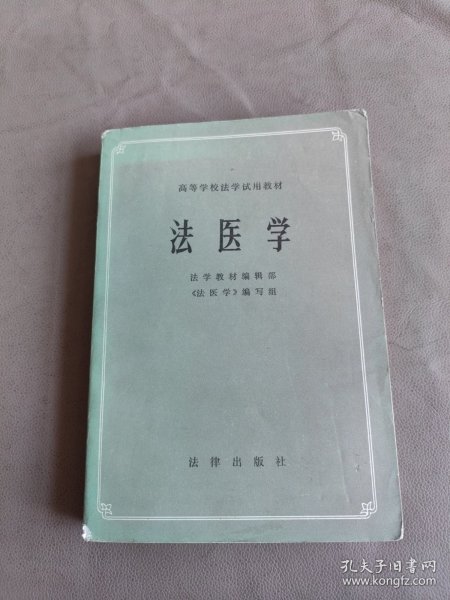 高等学校法学试用教材
法医学
法学教材编辑部
《法医学》编写组
法律出版社
孔夫子旧书网
www.kongfz.com